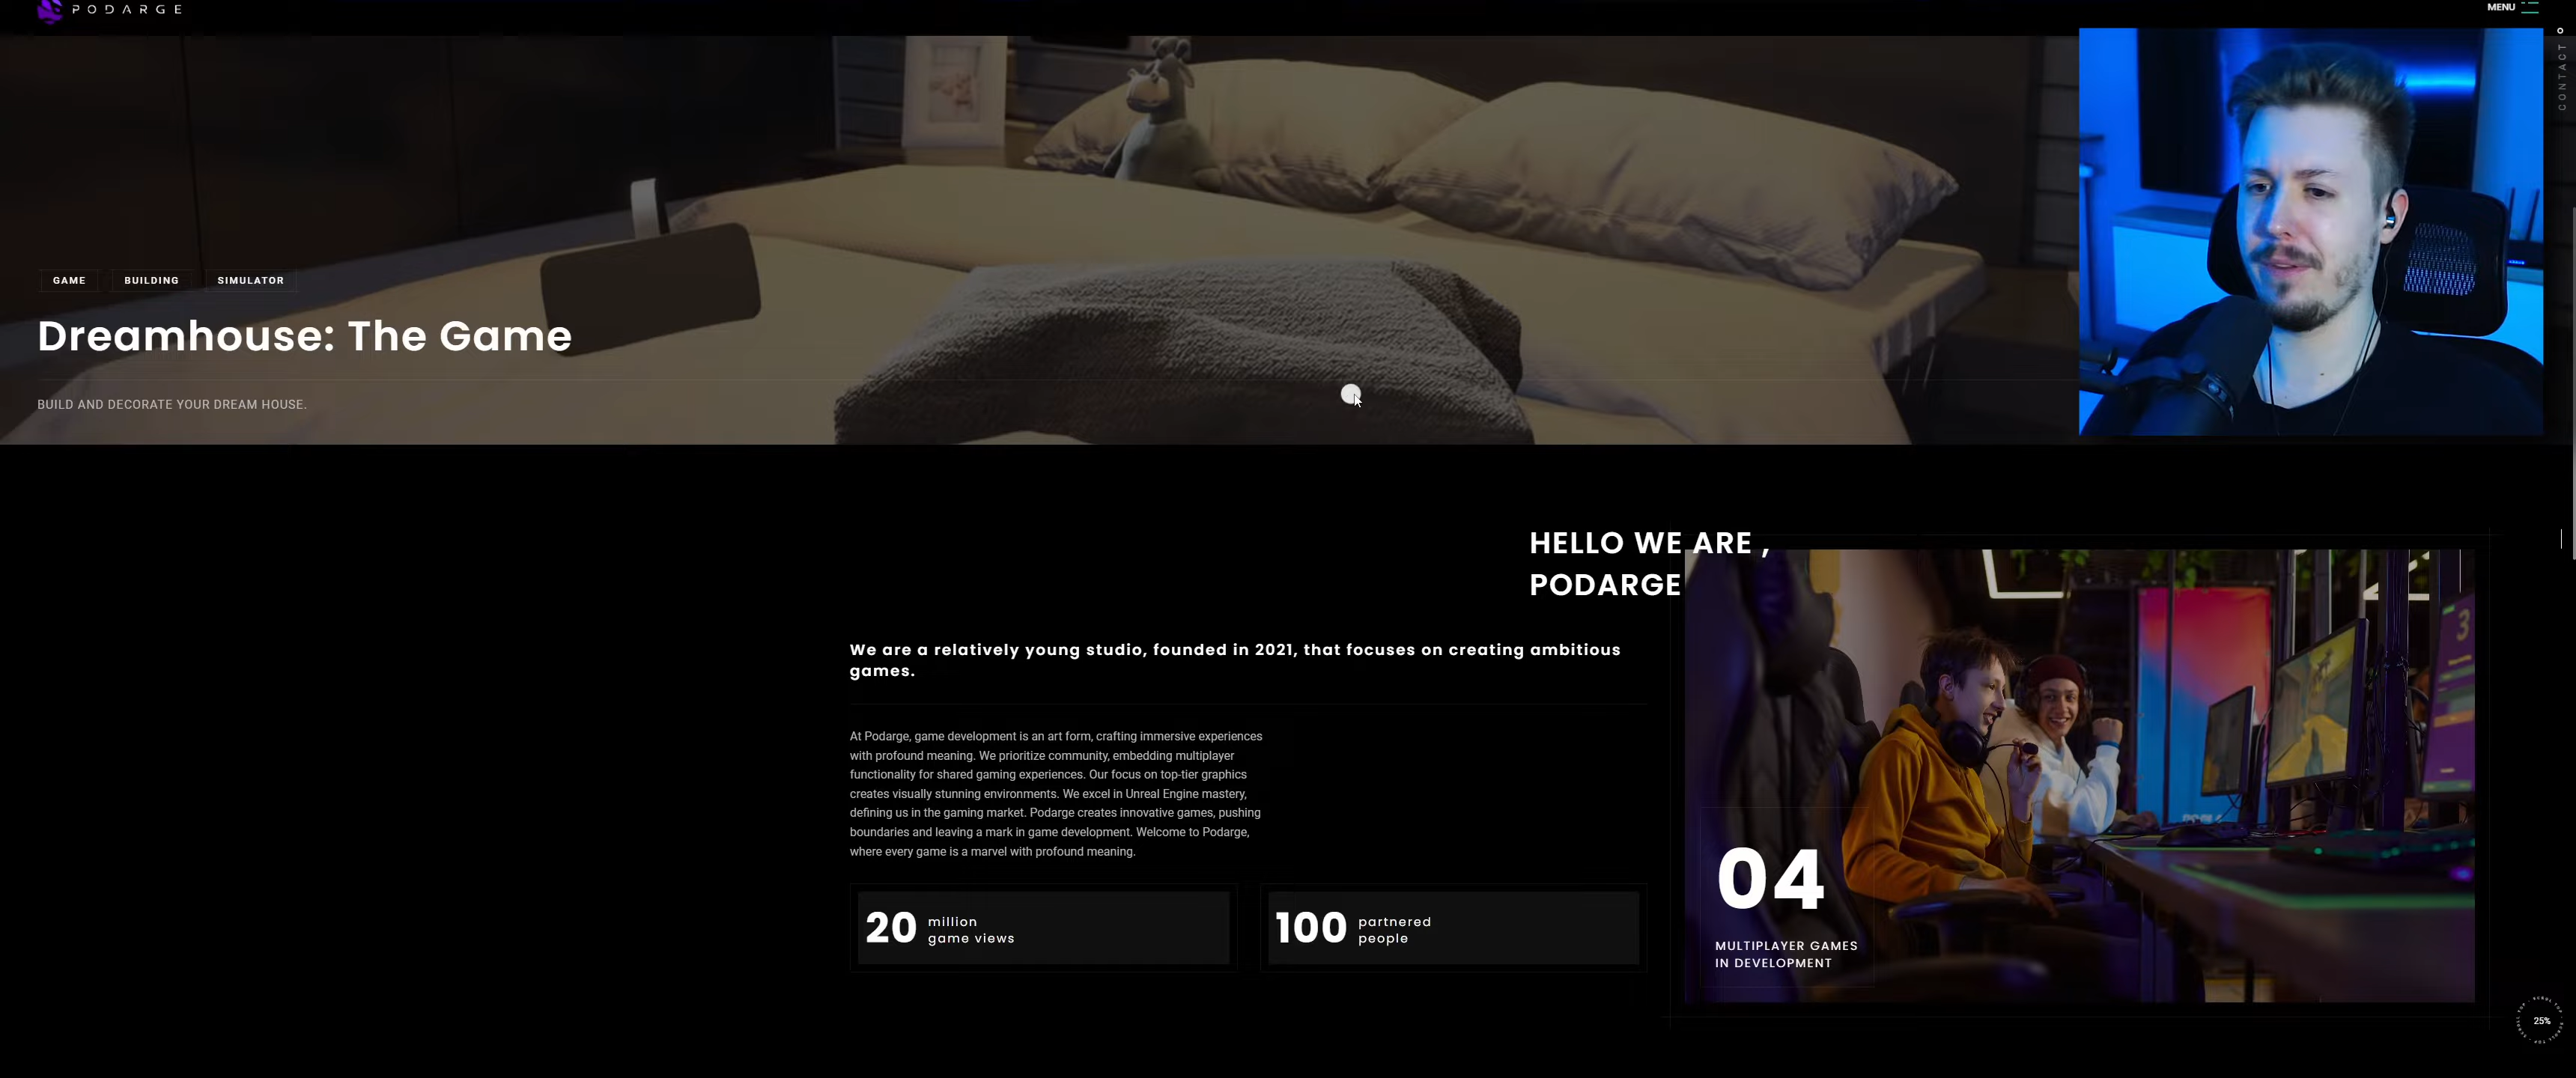 PODARGE
MENU
CONTACT
GAME
BUILDING
SIMULATOR
Dreamhouse: The Game
BUILD AND DECORATE YOUR DREAM HOUSE.
HELLO WE ARE ,
PODARGE
We are a relatively young studio, founded in 2021, that focuses on creating ambitious
games.
At Podarge, game development is an art form, crafting immersive experiences
with profound meaning. We prioritize community, embedding multiplayer
functionality for shared gaming experiences. Our focus on top-tier graphics
creates visually stunning environments. We excel in Unreal Engine mastery,
defining us in the gaming market. Podarge creates innovative games, pushing
boundaries and leaving a mark in game development. Welcome to Podarge,
where every game is a marvel with profound meaning.
20
million
game views
100
partnered
people
3
04
MULTIPLAYER GAMES
IN DEVELOPMENT
25%